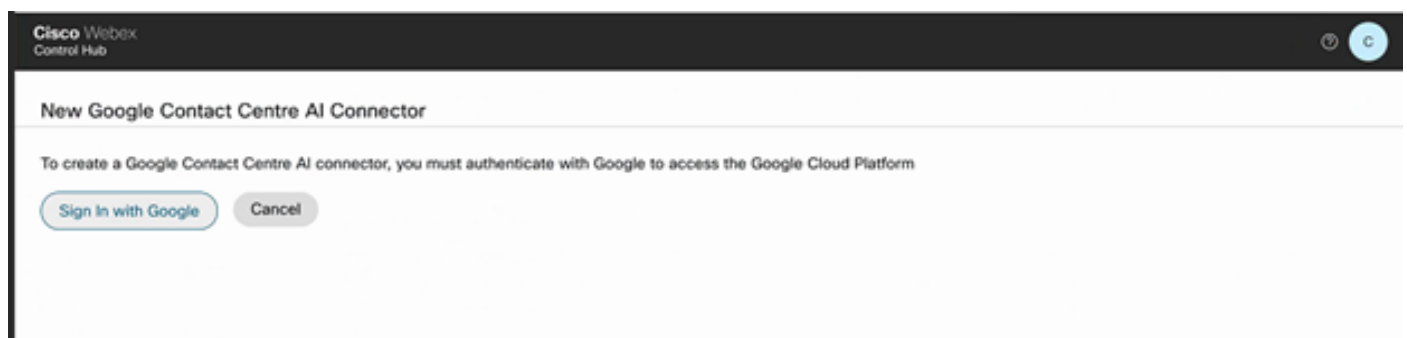 Cisco Webex
Control Hub
?
C
New Google Contact Centre AI Connector
To create a Google Contact Centre AI connector, you must authenticate with Google to access the Google Cloud Platform
Sign In with Google
Cancel